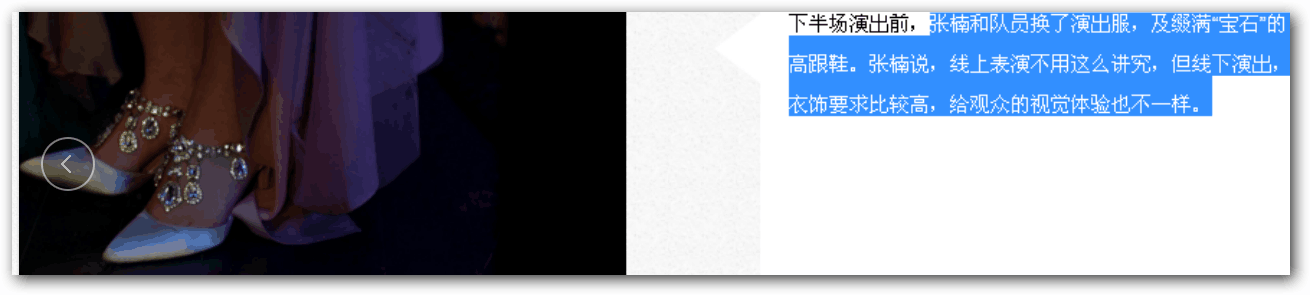 下半场演出前，张楠和队员换了演出服，及缀满“宝石”的
高跟鞋。张楠说，线上表演不用这么讲究，但线下演出，
衣饰要求比较高，给观众的视觉体验也不一样。